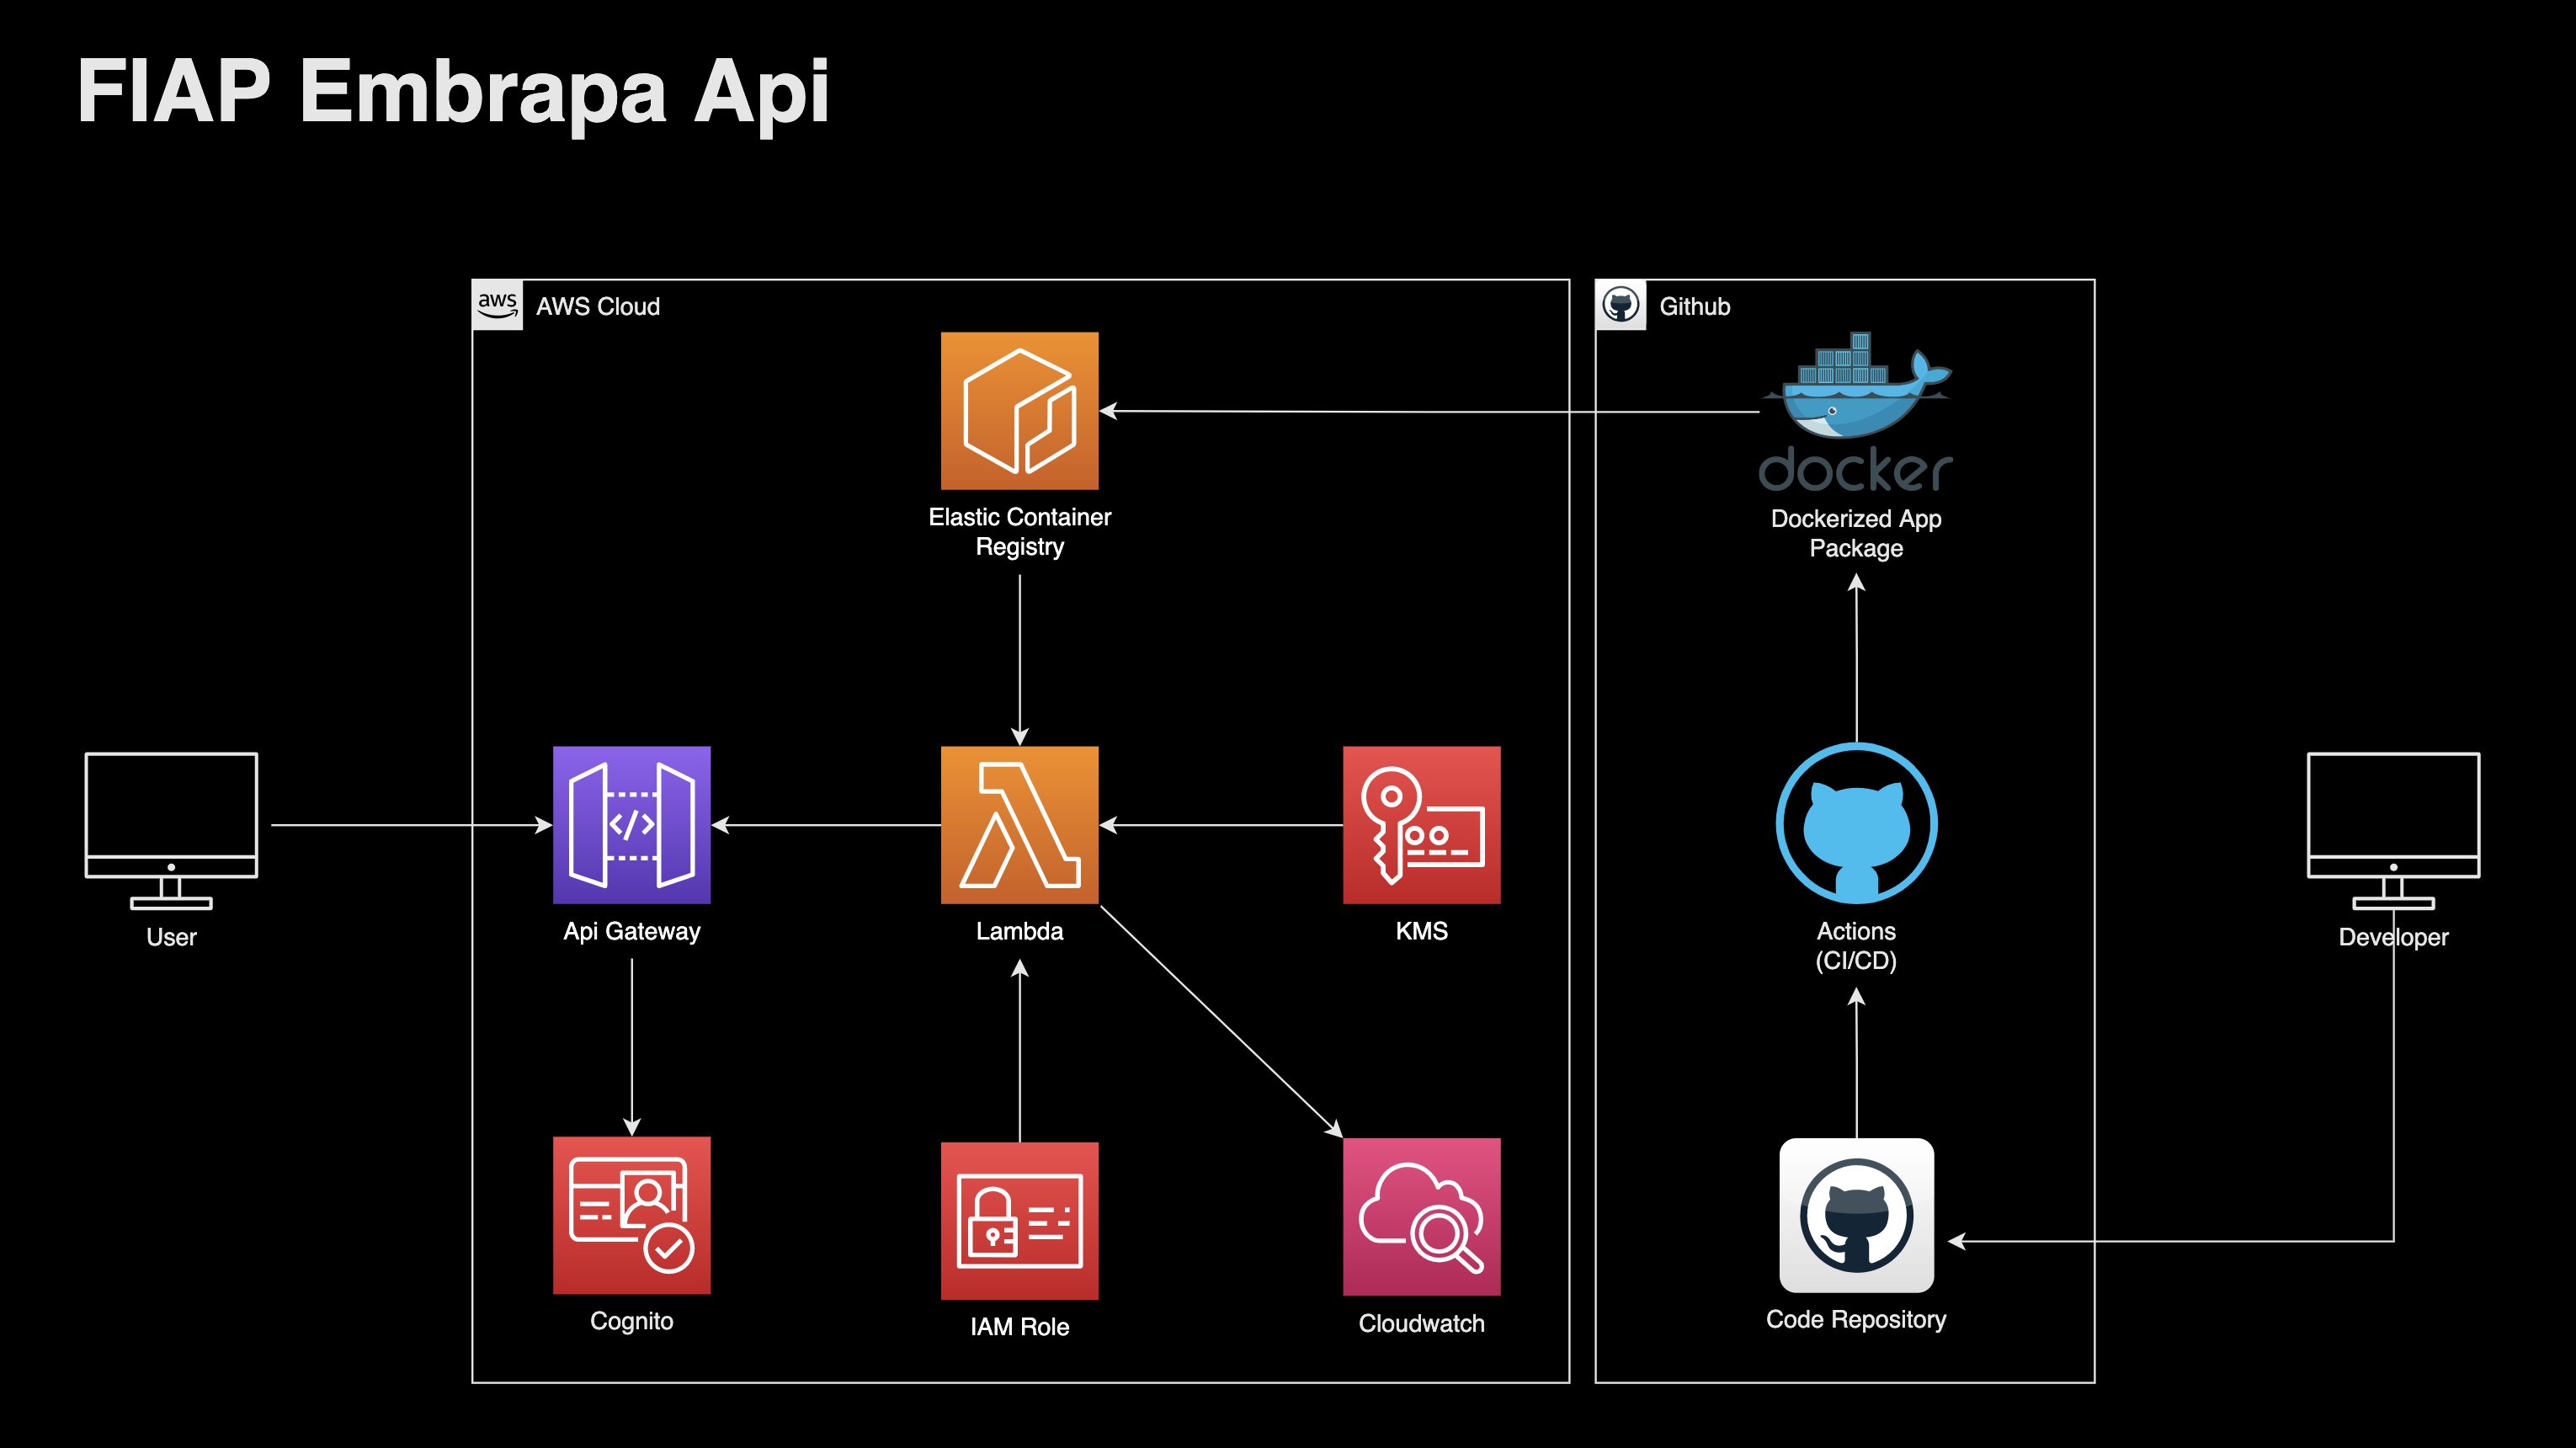 FIAP Embrapa Api
aws
AWS Cloud
Github
docker
Elastic Container
Registry
Dockerized App
Package
</>
User
Api Gateway
Lambda
KMS
Actions
(CI/CD)
Developer
Cognito
IAM Role
Cloudwatch
Code Repository